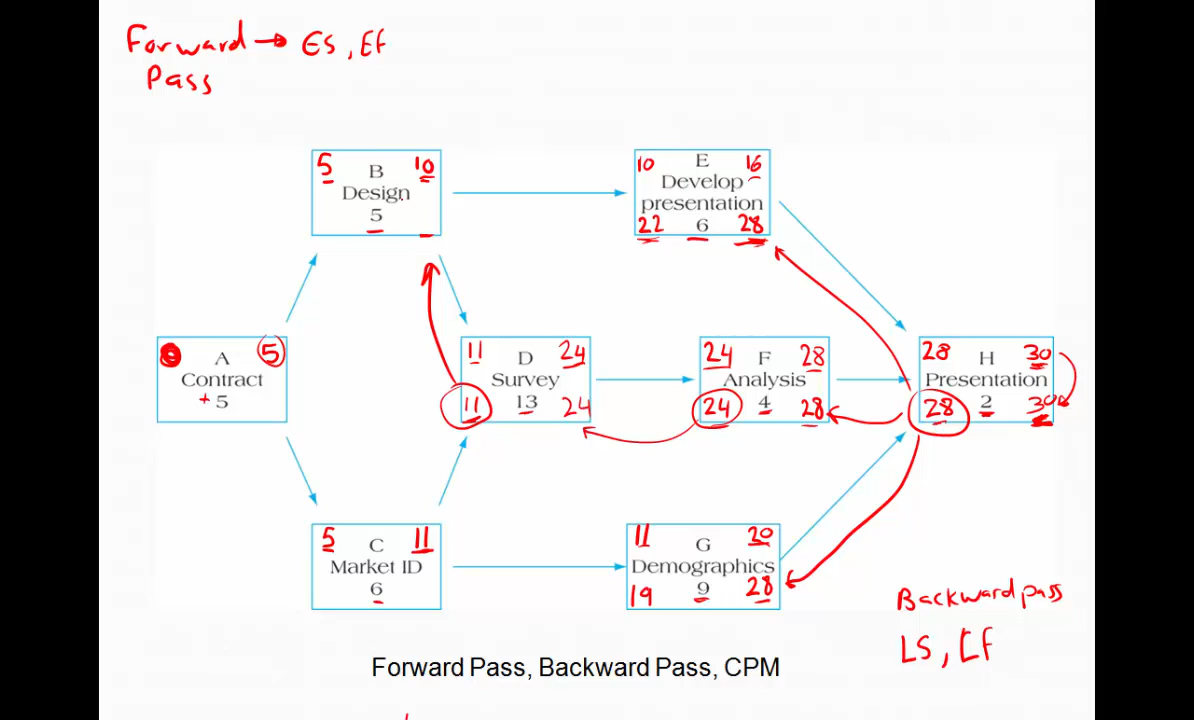 Forward → ES, EF
Pass
5 B 10
Design
5
10 E 16
Develop
presentation
22 6 28
A 5
Contract
+5
11 D 24
Survey
11 13 24
24 F 28
Analysis
24 4 28
28 H 30
Presentation
28 2 30
5 C 11
Market ID
6
11 G 20
Demographics
19 9 28
Backward pass
LS, LF
Forward Pass, Backward Pass, CPM